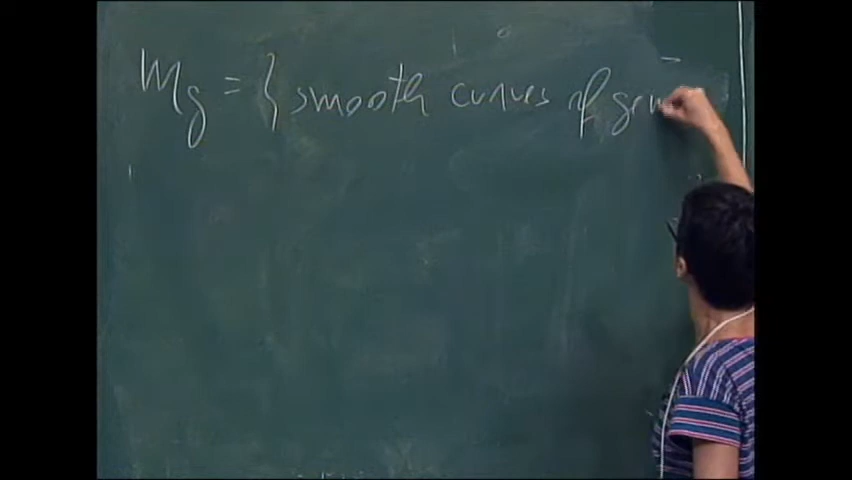 Mg = { smooth curves of gen